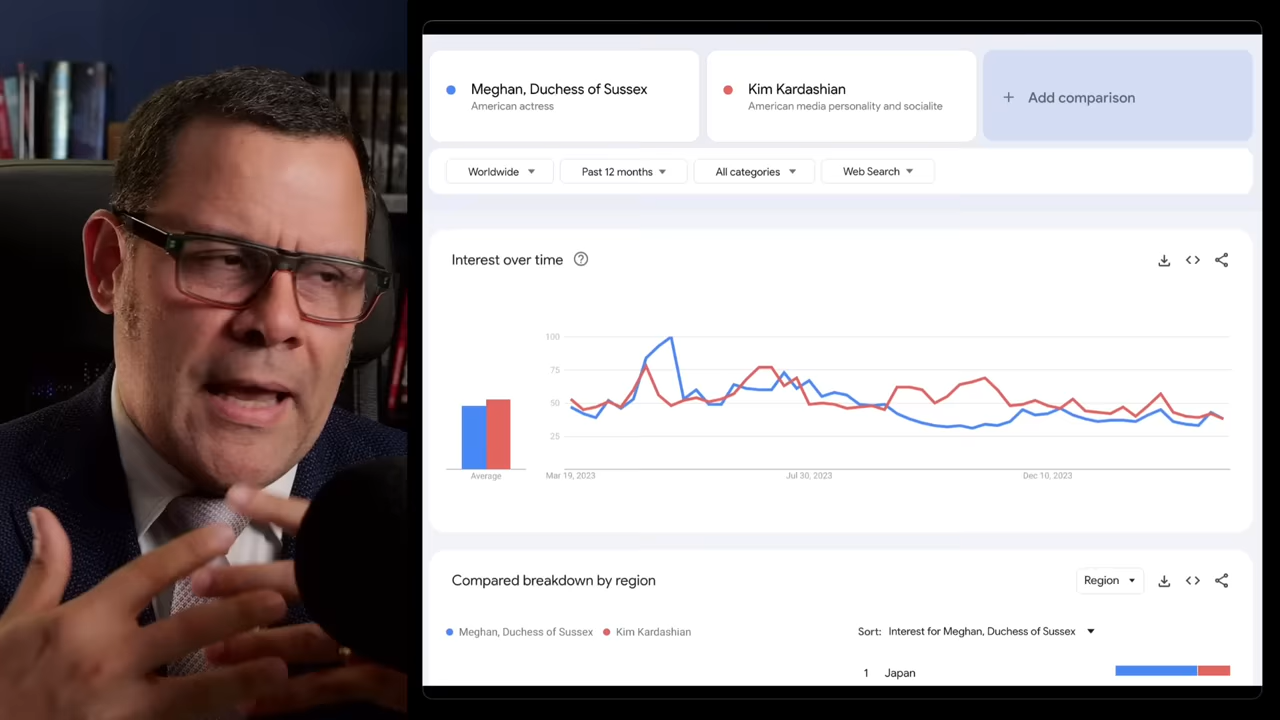 Meghan, Duchess of Sussex
American actress
Kim Kardashian
American media personality and socialite
+ Add comparison
Worldwide
Past 12 months
All categories
Web Search
Interest over time
100
75
50
25
Average
Mar 19, 2023
Jul 30, 2023
Dec 10, 2023
Compared breakdown by region
Region
Meghan, Duchess of Sussex
Kim Kardashian
Sort: Interest for Meghan, Duchess of Sussex
1 Japan